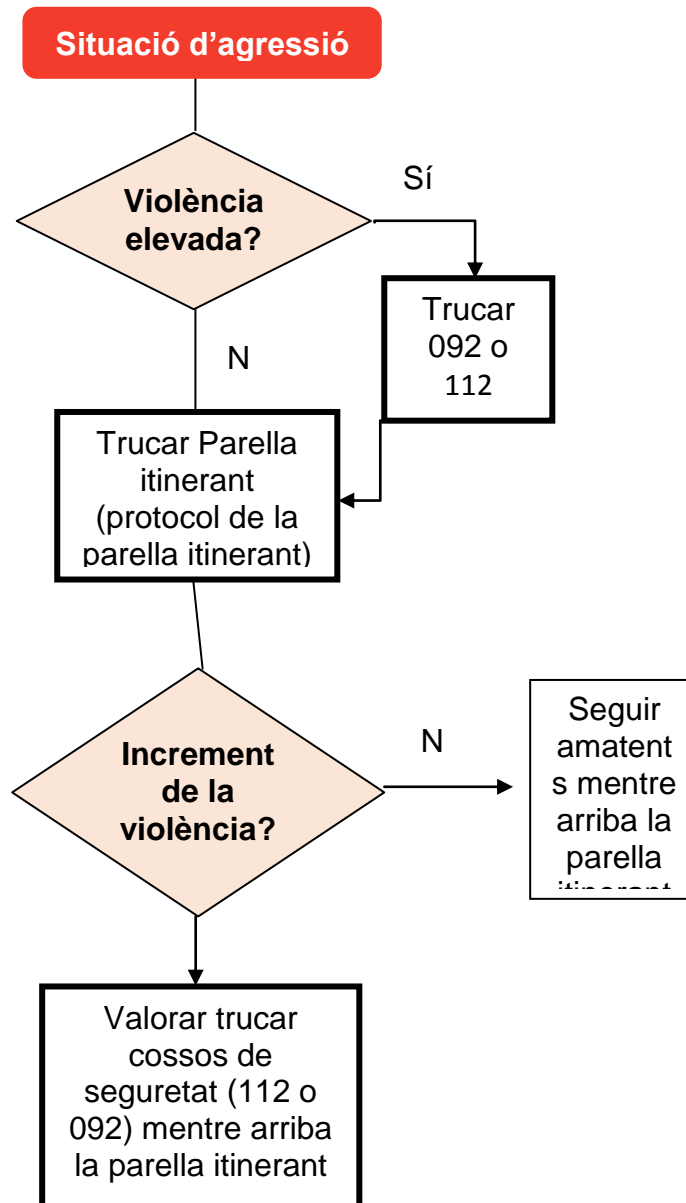 Situació d’agressió
Violència
elevada?
Sí
Trucar
092 o
112
N
Trucar Parella
itinerant
(protocol de la
parella itinerant)
Increment
de la
violència?
N
Seguir
amatent
s mentre
arriba la
parella
itinerant
Valorar trucar
cossos de
seguretat (112 o
092) mentre arriba
la parella itinerant